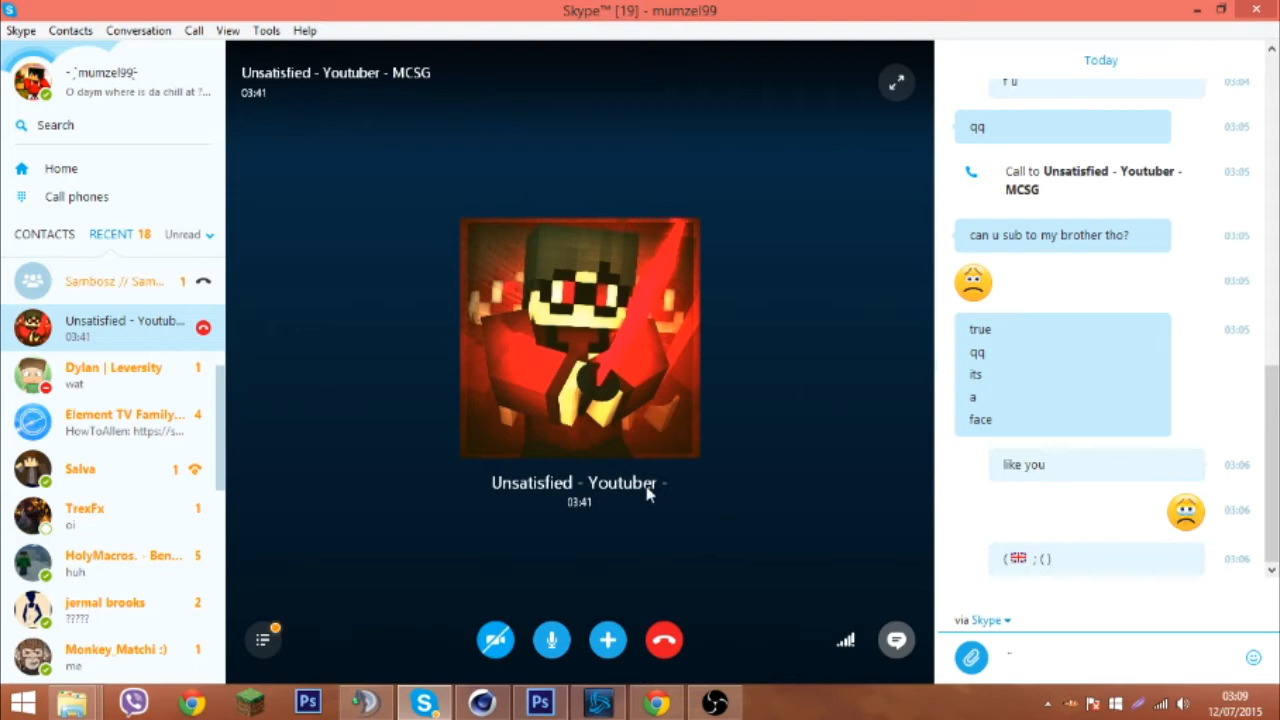 Skype™ [19] - mumzel99
Skype Contacts Conversation Call View Tools Help
mumzel99
O daym where is da chill at ?...
Search
Home
Call phones
CONTACTS RECENT 18 Unread
Sambosz // Sam... 1
Unsatisfied - Youtub...
03:41
Dylan | Leversity 1
wat
Element TV Family... 4
HowToAllen: https://s...
Salva 1
TrexFx 1
oi
HolyMacros. - Ben... 5
huh
jermal brooks 2
?????
Monkey_Matchi :) 1
me
Unsatisfied - Youtuber - MCSG
03:41
Unsatisfied - Youtuber -
03:41
Today
f u 03:04
qq 03:05
Call to Unsatisfied - Youtuber - 03:05
MCSG
can u sub to my brother tho? 03:05
03:05
true 03:05
qq
its
a
face
like you 03:06
03:06
( ; ( ) 03:06
via Skype
Ps
Ps
03:09
12/07/2015